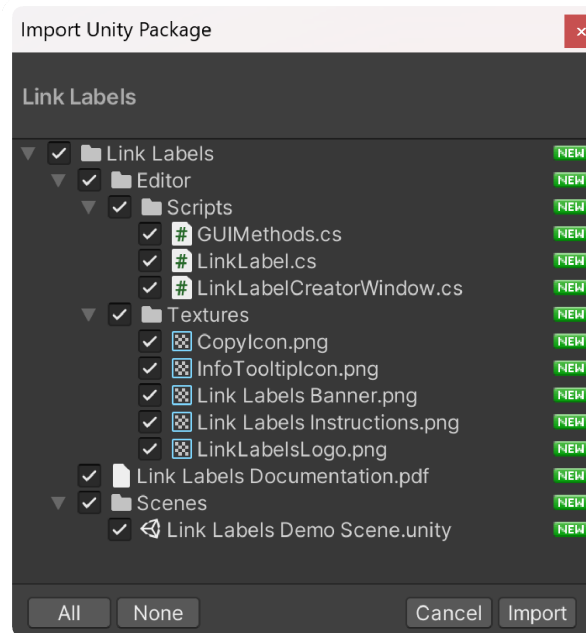 Import Unity Package
Link Labels
Link Labels NEW
Editor NEW
Scripts NEW
# GUIMethods.cs NEW
# LinkLabel.cs NEW
# LinkLabelCreatorWindow.cs NEW
Textures NEW
CopyIcon.png NEW
InfoTooltipIcon.png NEW
Link Labels Banner.png NEW
Link Labels Instructions.png NEW
LinkLabelsLogo.png NEW
Link Labels Documentation.pdf NEW
Scenes NEW
Link Labels Demo Scene.unity NEW
All None Cancel Import